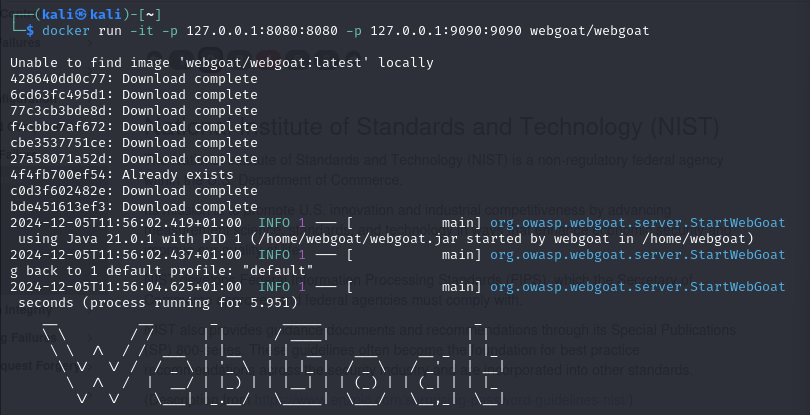 (kali㉿kali)-[~]
$ docker run -it -p 127.0.0.1:8080:8080 -p 127.0.0.1:9090:9090 webgoat/webgoat
Unable to find image 'webgoat/webgoat:latest' locally
428640dd0c77: Download complete
6cd63fc495d1: Download complete
77c3cb3bde8d: Download complete
f4cbbc7af672: Download complete
cbe3537751ce: Download complete
27a58071a52d: Download complete
4f4fb700ef54: Already exists
c0d3f602482e: Download complete
bde451613ef3: Download complete
2024-12-05T11:56:02.419+01:00 INFO 1 --- [ main] org.owasp.webgoat.server.StartWebGoat
using Java 21.0.1 with PID 1 (/home/webgoat/webgoat.jar started by webgoat in /home/webgoat)
2024-12-05T11:56:02.437+01:00 INFO 1 --- [ main] org.owasp.webgoat.server.StartWebGoat
g back to 1 default profile: "default"
2024-12-05T11:56:04.625+01:00 INFO 1 --- [ main] org.owasp.webgoat.server.StartWebGoat
seconds (process running for 5.951)
WebGoat